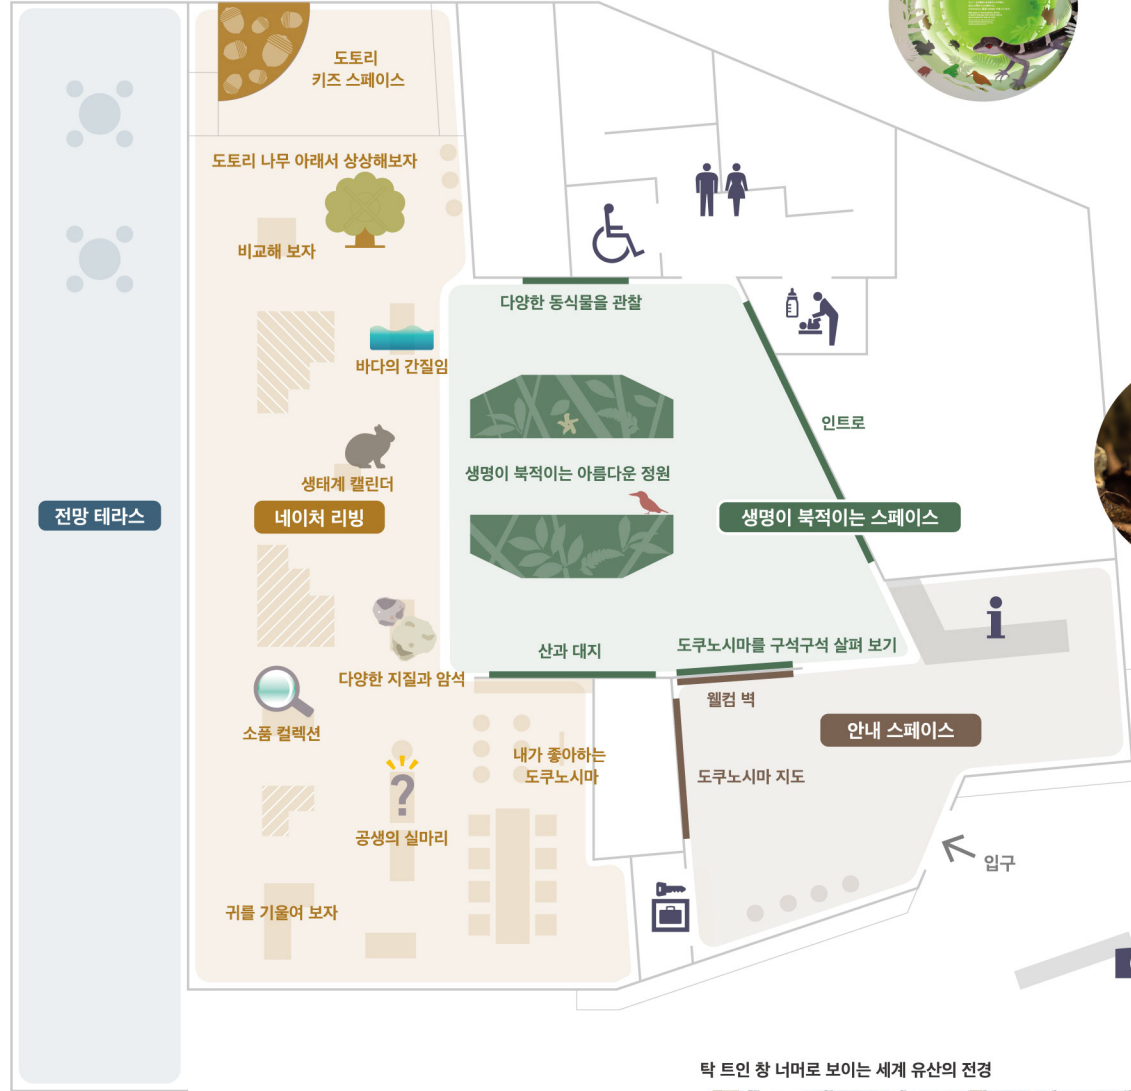 도토리
키즈 스페이스
도토리 나무 아래서 상상해보자
비교해 보자
다양한 동식물을 관찰
바다의 간질임
인트로
생명이 북적이는 아름다운 정원
생태계 캘린더
전망 테라스
네이처 리빙
생명이 북적이는 스페이스
산과 대지
도쿠노시마를 구석구석 살펴 보기
다양한 지질과 암석
웰컴 벽
소품 컬렉션
안내 스페이스
내가 좋아하는
도쿠노시마
도쿠노시마 지도
공생의 실마리
입구
귀를 기울여 보자
탁 트인 창 너머로 보이는 세계 유산의 전경